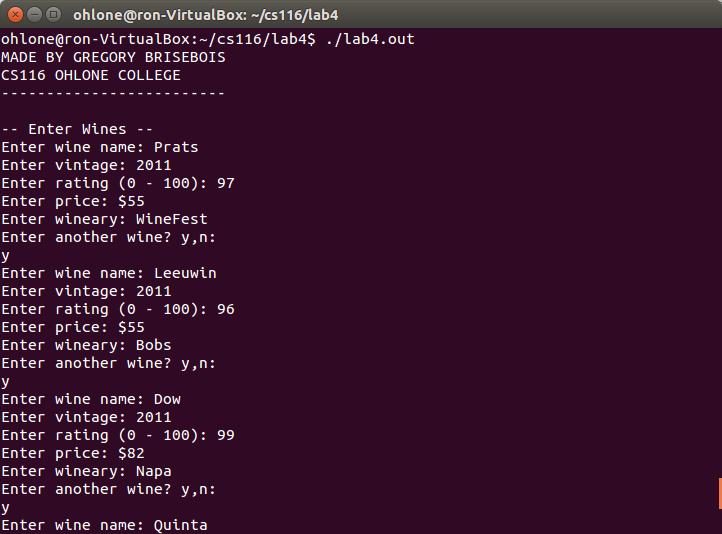 ohlone@ron-VirtualBox: ~/cs116/lab4
ohlone@ron-VirtualBox:~/cs116/lab4$ ./lab4.out
MADE BY GREGORY BRISEBOIS
CS116 OHLONE COLLEGE
-------------------------
-- Enter Wines --
Enter wine name: Prats
Enter vintage: 2011
Enter rating (0 - 100): 97
Enter price: $55
Enter wineary: WineFest
Enter another wine? y,n:
y
Enter wine name: Leeuwin
Enter vintage: 2011
Enter rating (0 - 100): 96
Enter price: $55
Enter wineary: Bobs
Enter another wine? y,n:
y
Enter wine name: Dow
Enter vintage: 2011
Enter rating (0 - 100): 99
Enter price: $82
Enter wineary: Napa
Enter another wine? y,n:
y
Enter wine name: Quinta